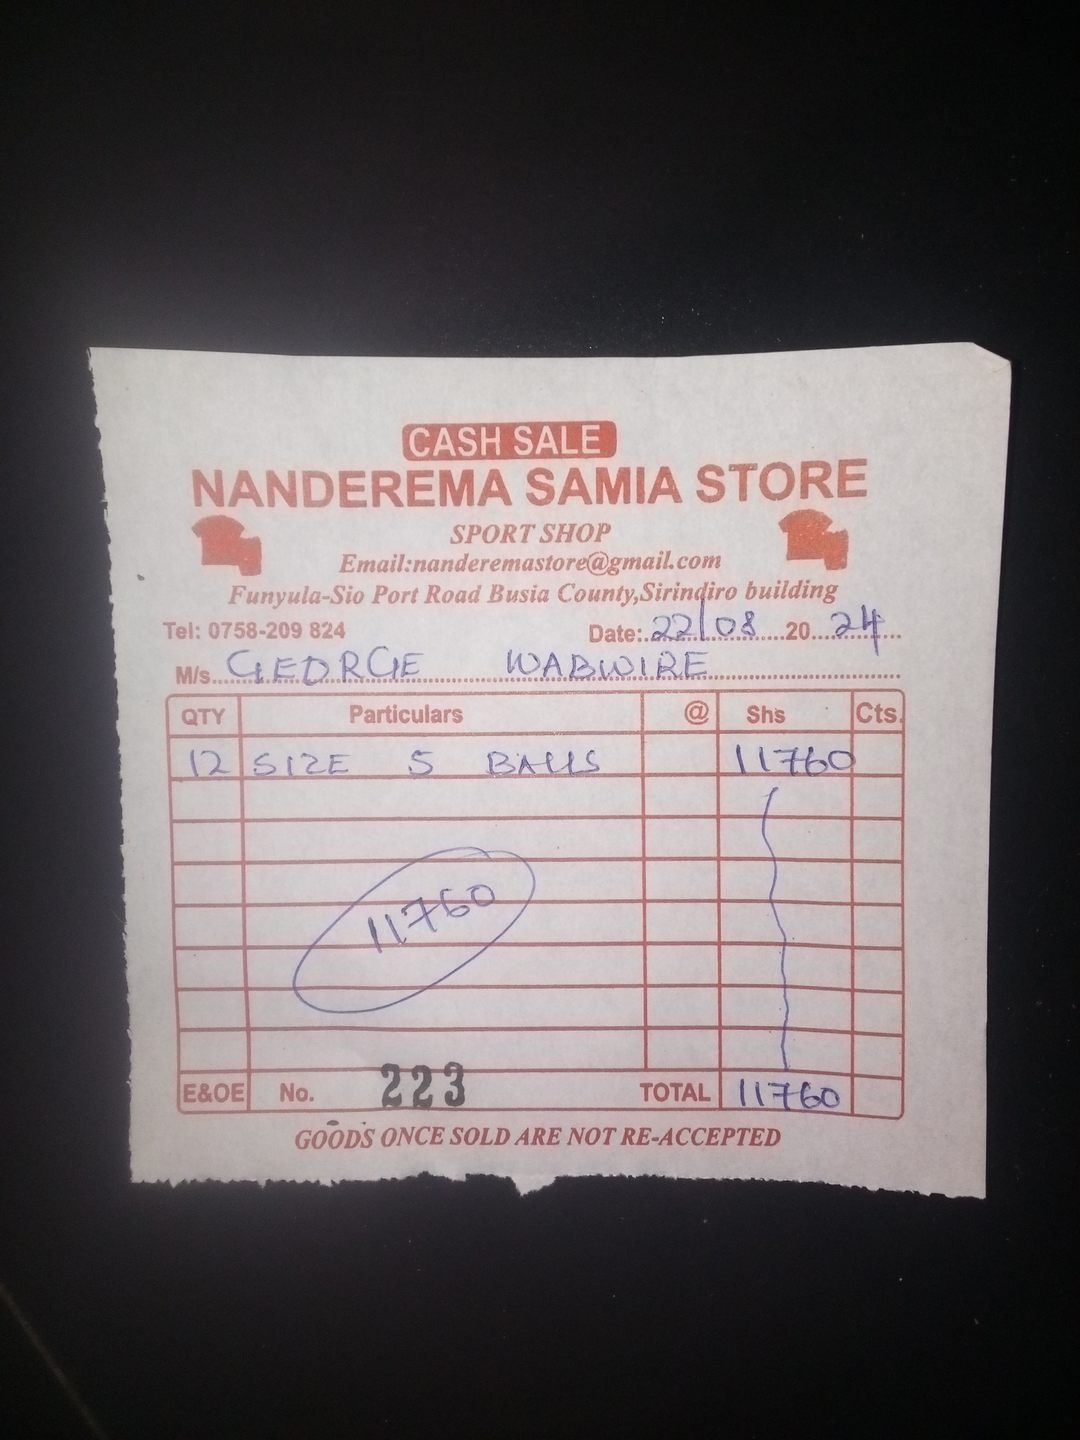 CASH SALE
NANDEREMA SAMIA STORE
SPORT SHOP
Email:nanderemastore@gmail.com
Funyula-Sio Port Road Busia County,Sirindiro building
Tel: 0758-209 824 Date:..22/08.....20...24....
M/s...GEORGE WABWIRE
QTY Particulars @ Shs Cts.
12 SIZE 5 BALLS 11760
11760
E&OE No. 223 TOTAL 11760
GOODS ONCE SOLD ARE NOT RE-ACCEPTED